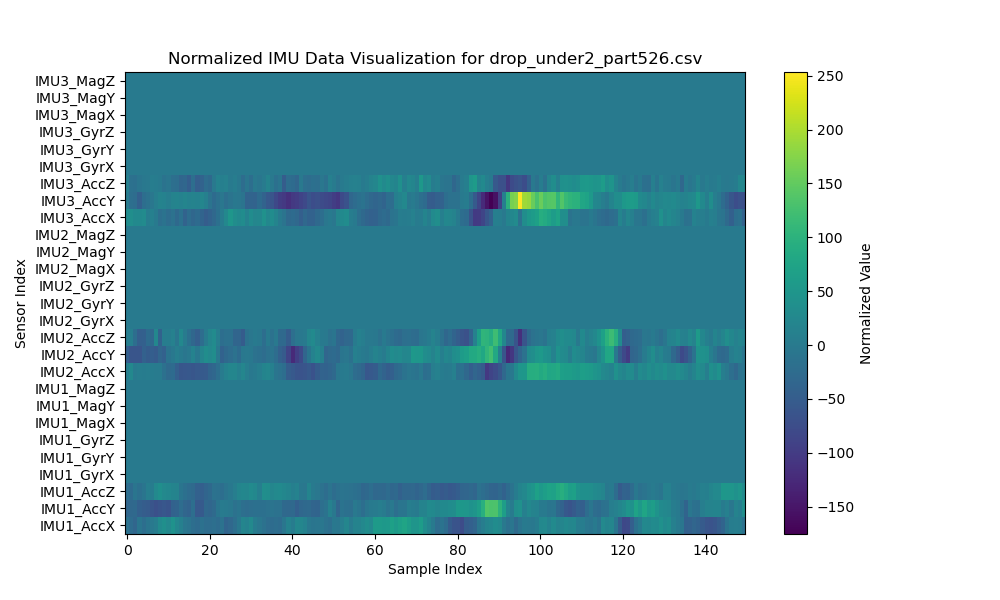 Normalized IMU Data Visualization for drop_under2_part526.csv
IMU3_MagZ
IMU3_MagY
IMU3_MagX
IMU3_GyrZ
IMU3_GyrY
IMU3_GyrX
IMU3_AccZ
IMU3_AccY
IMU3_AccX
IMU2_MagZ
IMU2_MagY
IMU2_MagX
IMU2_GyrZ
IMU2_GyrY
IMU2_GyrX
IMU2_AccZ
IMU2_AccY
IMU2_AccX
IMU1_MagZ
IMU1_MagY
IMU1_MagX
IMU1_GyrZ
IMU1_GyrY
IMU1_GyrX
IMU1_AccZ
IMU1_AccY
IMU1_AccX
Sensor Index
0 20 40 60 80 100 120 140
Sample Index
250
200
150
100
50
0
−50
−100
−150
Normalized Value